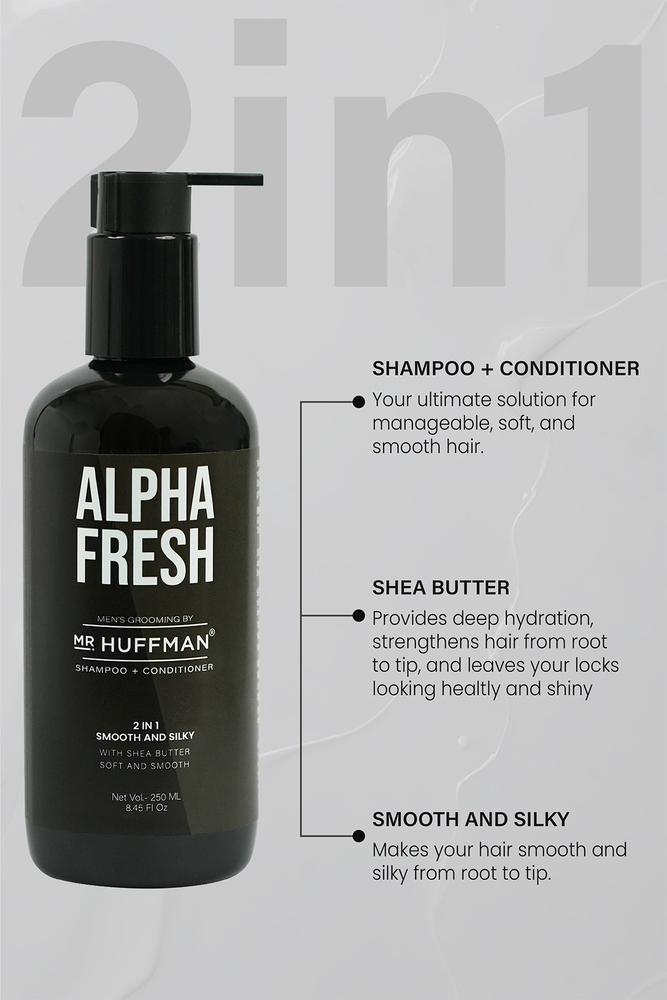 2in1
SHAMPOO + CONDITIONER
Your ultimate solution for
manageable, soft, and
smooth hair.
SHEA BUTTER
Provides deep hydration,
strengthens hair from root
to tip, and leaves your locks
looking healtly and shiny
SMOOTH AND SILKY
Makes your hair smooth and
silky from root to tip.
ALPHA
FRESH
MEN'S GROOMING BY
MR. HUFFMAN®
SHAMPOO + CONDITIONER
2 IN 1
SMOOTH AND SILKY
WITH SHEA BUTTER
SOFT AND SMOOTH
Net Vol.- 250 ML
8.45 Fl Oz